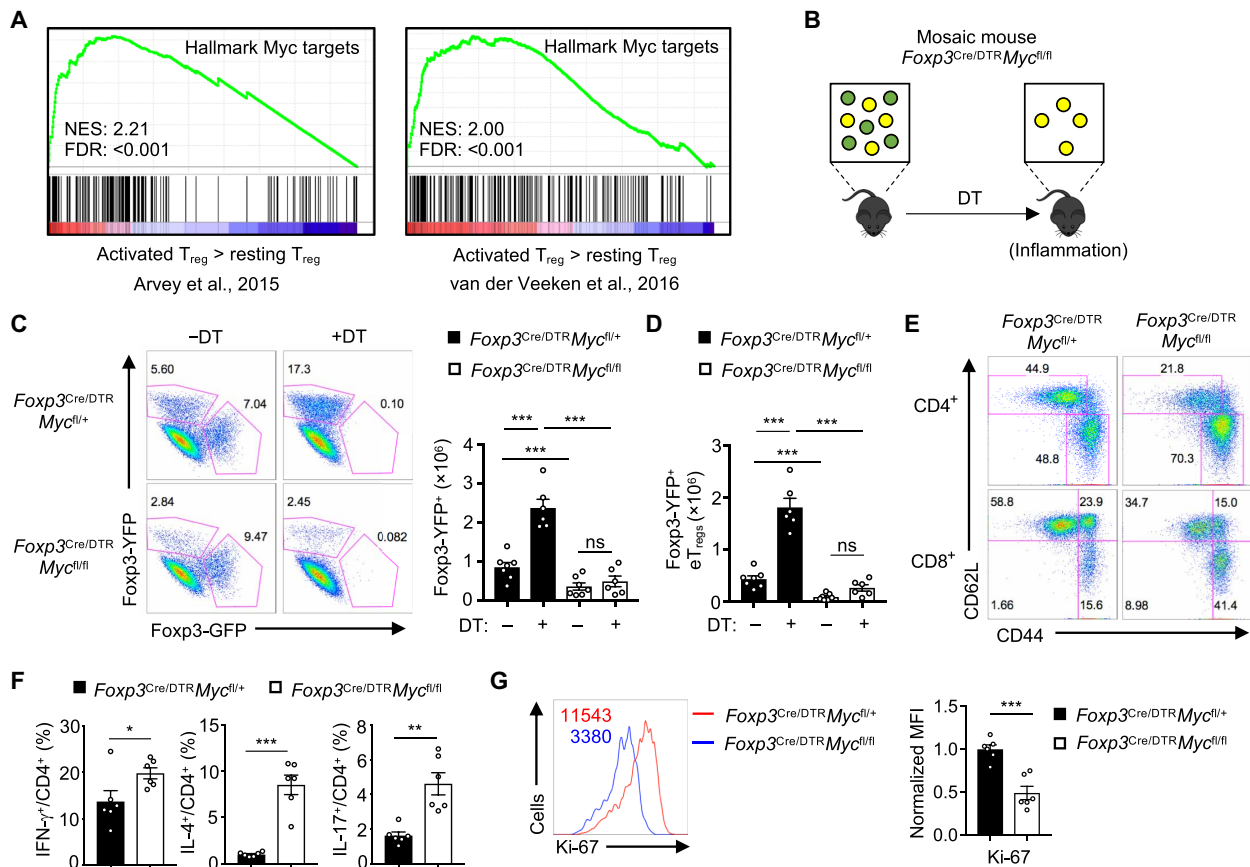 A
Hallmark Myc targets
NES: 2.21
FDR: <0.001
Activated Treg > resting Treg
Arvey et al., 2015
Hallmark Myc targets
NES: 2.00
FDR: <0.001
Activated Treg > resting Treg
van der Veeken et al., 2016
B
Mosaic mouse
Foxp3Cre/DTRMycfl/fl
DT
(Inflammation)
C
–DT
+DT
Foxp3Cre/DTR
Mycfl/+
5.60
7.04
17.3
0.10
Foxp3Cre/DTR
Mycfl/fl
2.84
9.47
2.45
0.082
Foxp3-YFP
Foxp3-GFP
Foxp3Cre/DTRMycfl/+
Foxp3Cre/DTRMycfl/fl
*** ***
***
ns
Foxp3-YFP+ (×10⁶)
4
3
2
1
0
DT: – + – +
D
Foxp3Cre/DTRMycfl/+
Foxp3Cre/DTRMycfl/fl
*** ***
***
ns
Foxp3-YFP+
eTregs (×10⁶)
3
2
1
0
DT: – + – +
E
Foxp3Cre/DTR
Mycfl/+
Foxp3Cre/DTR
Mycfl/fl
CD4+
44.9
48.8
21.8
70.3
CD8+
58.8
23.9
1.66
15.6
34.7
15.0
8.98
41.4
CD62L
CD44
F
Foxp3Cre/DTRMycfl/+
Foxp3Cre/DTRMycfl/fl
IFN-γ+/CD4+ (%)
30
20
10
0
*
IL-4+/CD4+ (%)
15
10
5
0
***
IL-17+/CD4+ (%)
8
6
4
2
0
**
G
11543
3380
Cells
Ki-67
Foxp3Cre/DTRMycfl/+
Foxp3Cre/DTRMycfl/fl
Normalized MFI
1.5
1.0
0.5
0.0
***
Ki-67
Foxp3Cre/DTRMycfl/+
Foxp3Cre/DTRMycfl/fl